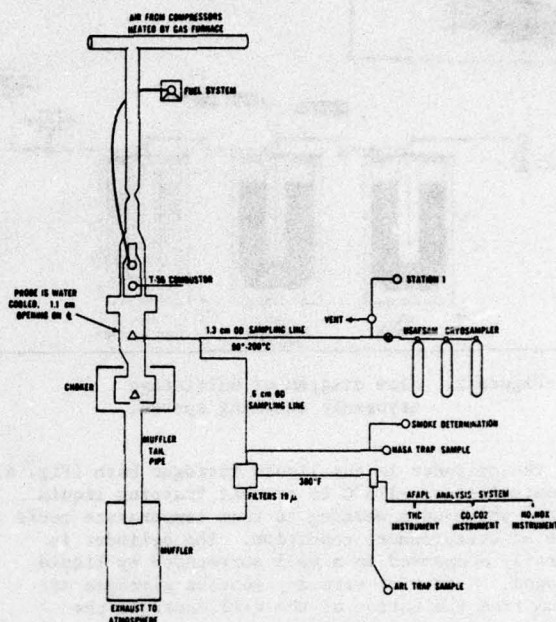 AIR FROM COMPRESSORS
HEATED BY GAS FURNACE
FUEL SYSTEM
T-56 COMBUSTOR
PROBE IS WATER
COOLED, 1.1 cm
OPENING ON ℄
STATION 1
VENT
1.3 cm OD SAMPLING LINE
USAFSAM CRYOSAMPLER
90°-200°C
CHOKER
.6 cm OD
SAMPLING LINE
MUFFLER
TAIL
PIPE
SMOKE DETERMINATION
NASA TRAP SAMPLE
300°F
FILTERS 10 μ
AFAPL ANALYSIS SYSTEM
THC
INSTRUMENT
CO,CO2
INSTRUMENT
NO,NOX
INSTRUMENT
MUFFLER
ARL TRAP SAMPLE
EXHAUST TO
ATMOSPHERE